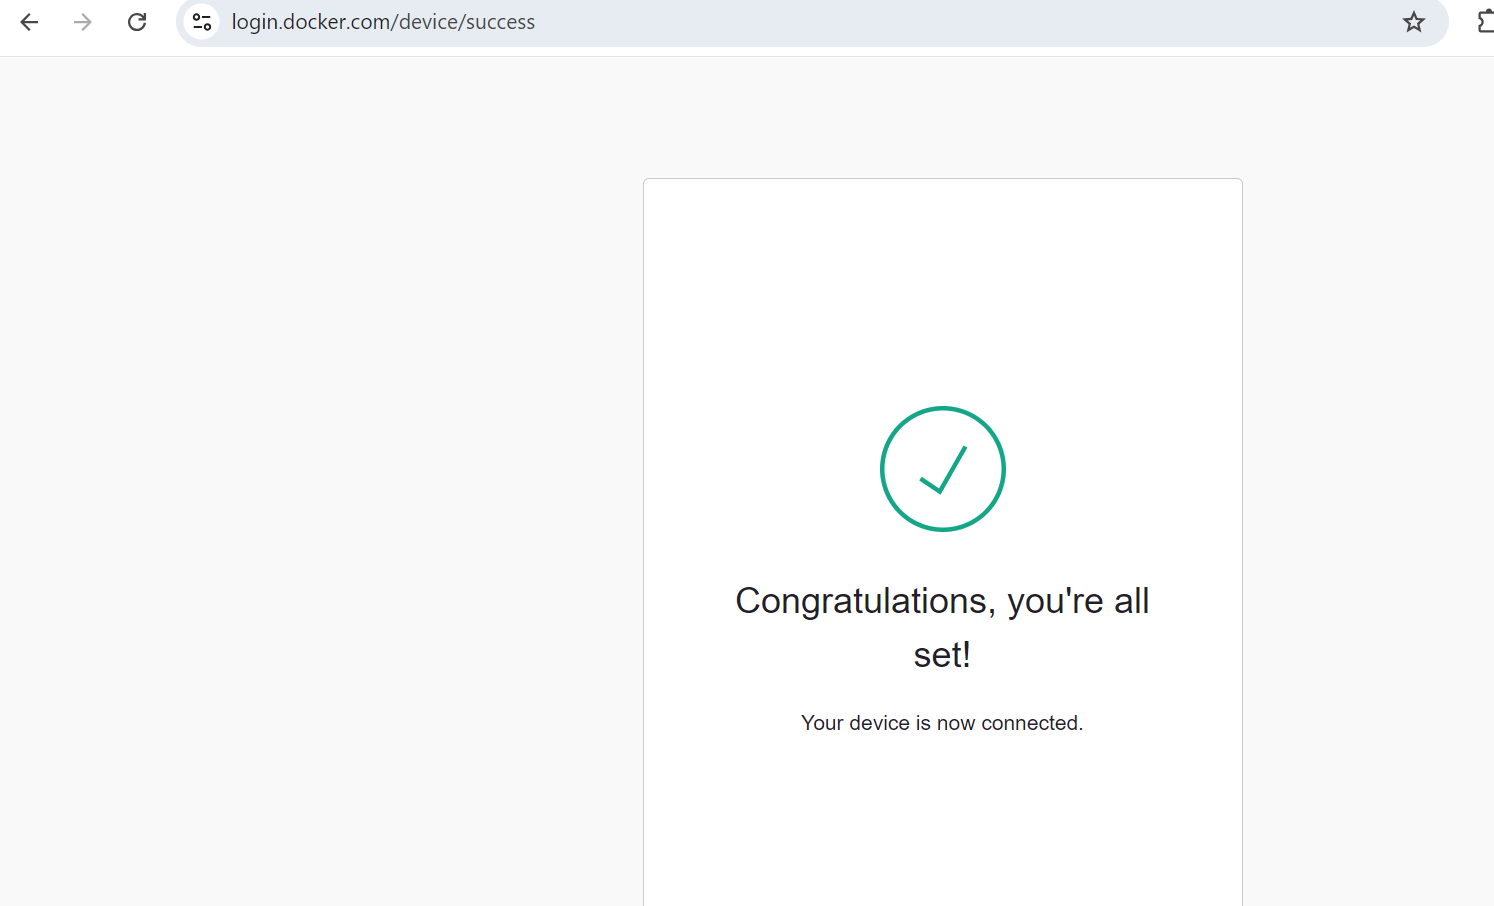 login.docker.com/device/success
Congratulations, you're all
set!
Your device is now connected.